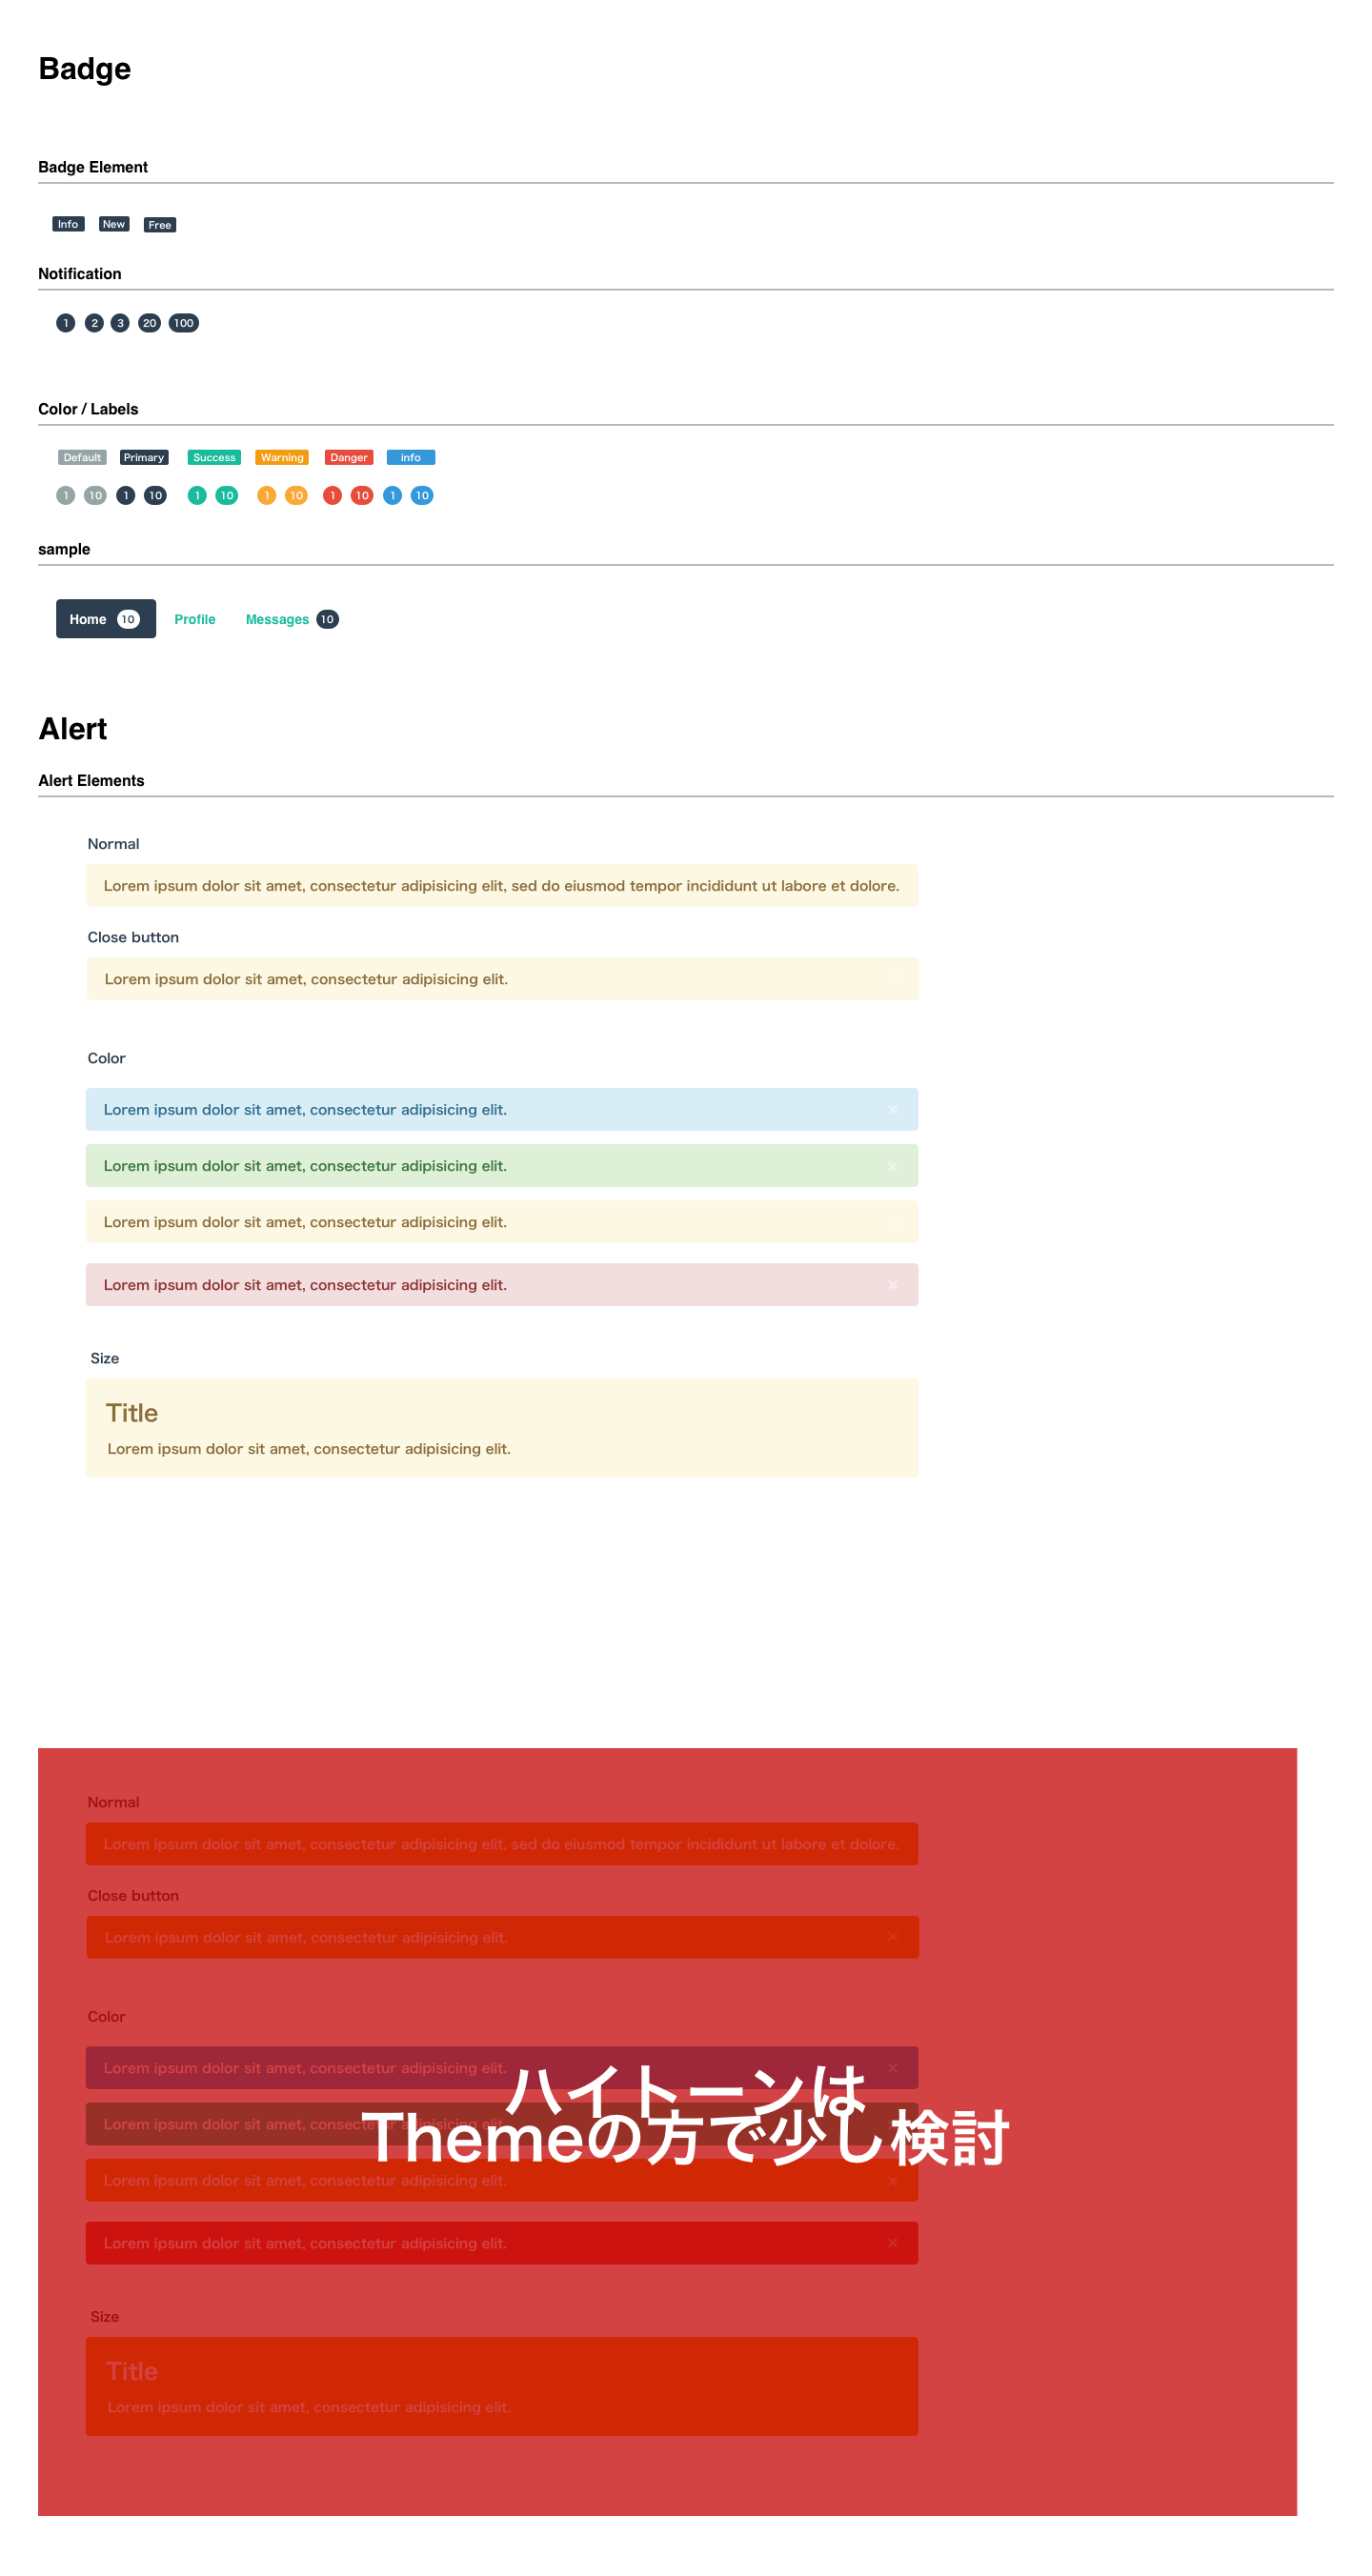 Badge
Badge Element
Info New Free
Notification
1 2 3 20 100
Color / Labels
Default Primary Success Warning Danger info
1 10 1 10 1 10 1 10 1 10 1 10
sample
Home 10 Profile Messages 10
Alert
Alert Elements
Normal
Lorem ipsum dolor sit amet, consectetur adipisicing elit, sed do eiusmod tempor incididunt ut labore et dolore.
Close button
Lorem ipsum dolor sit amet, consectetur adipisicing elit.
Color
Lorem ipsum dolor sit amet, consectetur adipisicing elit. ×
Lorem ipsum dolor sit amet, consectetur adipisicing elit. ×
Lorem ipsum dolor sit amet, consectetur adipisicing elit.
Lorem ipsum dolor sit amet, consectetur adipisicing elit. ×
Size
Title
Lorem ipsum dolor sit amet, consectetur adipisicing elit.
Normal
Lorem ipsum dolor sit amet, consectetur adipisicing elit, sed do eiusmod tempor incididunt ut labore et dolore.
Close button
Lorem ipsum dolor sit amet, consectetur adipisicing elit. ×
Color
Lorem ipsum dolor sit amet, consectetur adipisicing elit. ×
ハイトーンは
Lorem ipsum dolor sit amet, consectetur adipisicing elit.
Themeの方で少し検討
Lorem ipsum dolor sit amet, consectetur adipisicing elit. ×
Lorem ipsum dolor sit amet, consectetur adipisicing elit. ×
Size
Title
Lorem ipsum dolor sit amet, consectetur adipisicing elit.